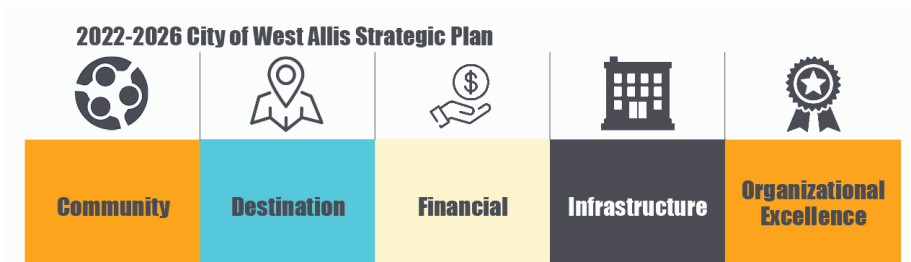 2022-2026 City of West Allis Strategic Plan
$
Community
Destination
Financial
Infrastructure
Organizational
Excellence